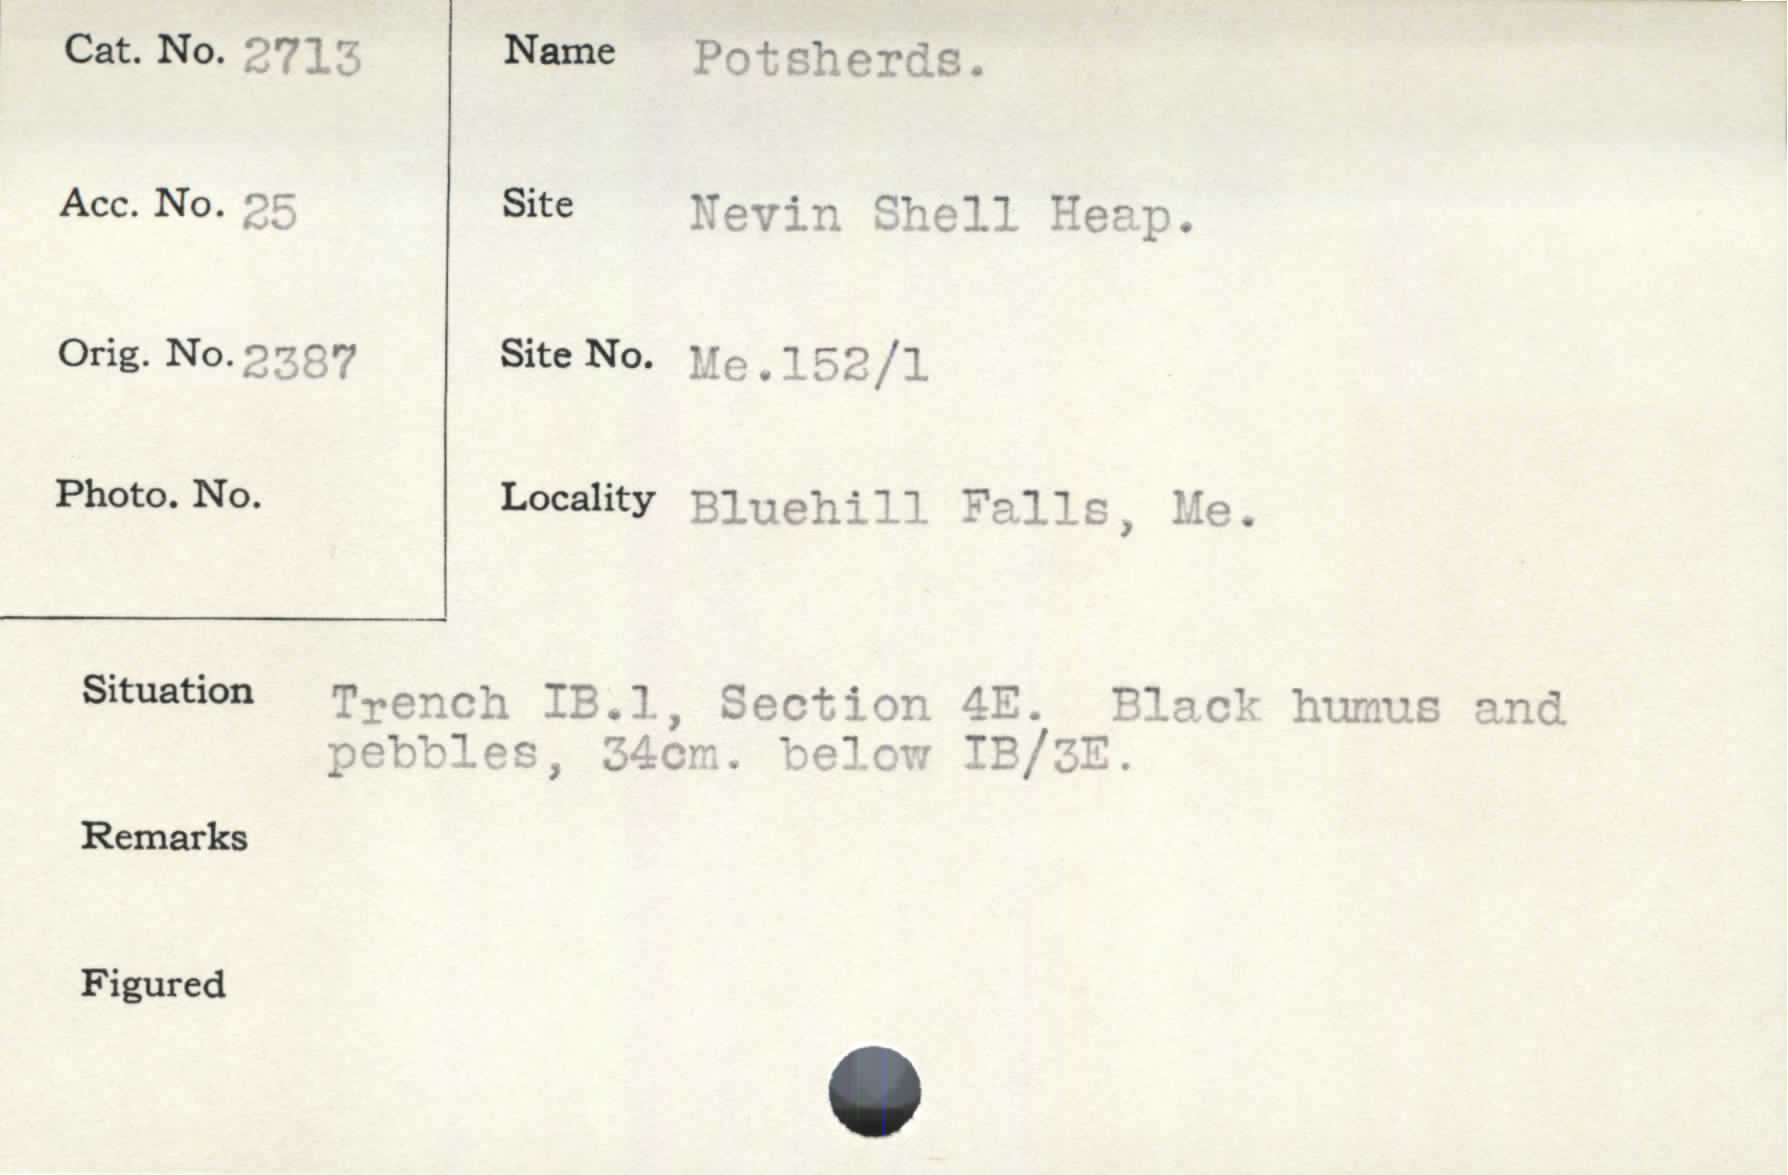 Cat. No. 2713
Acc. No. 25
Orig. No. 2387
Photo. No.
Name Potsherds.
Site Nevin Shell Heap.
Site No. Me.152/1
Locality Bluehill Falls, Me.
Situation Trench IB.1, Section 4E. Black humus and
pebbles, 34cm. below IB/3E.
Remarks
Figured